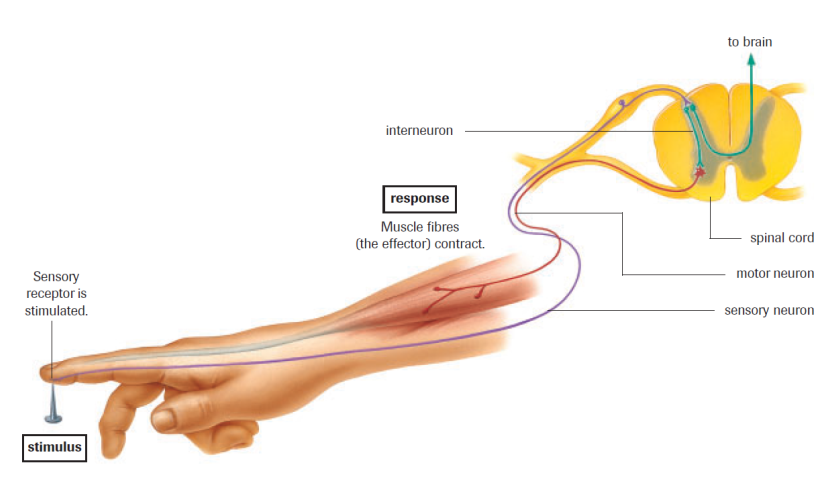 to brain
interneuron
response
Muscle fibres
(the effector) contract.
spinal cord
motor neuron
Sensory
receptor is
stimulated.
sensory neuron
stimulus